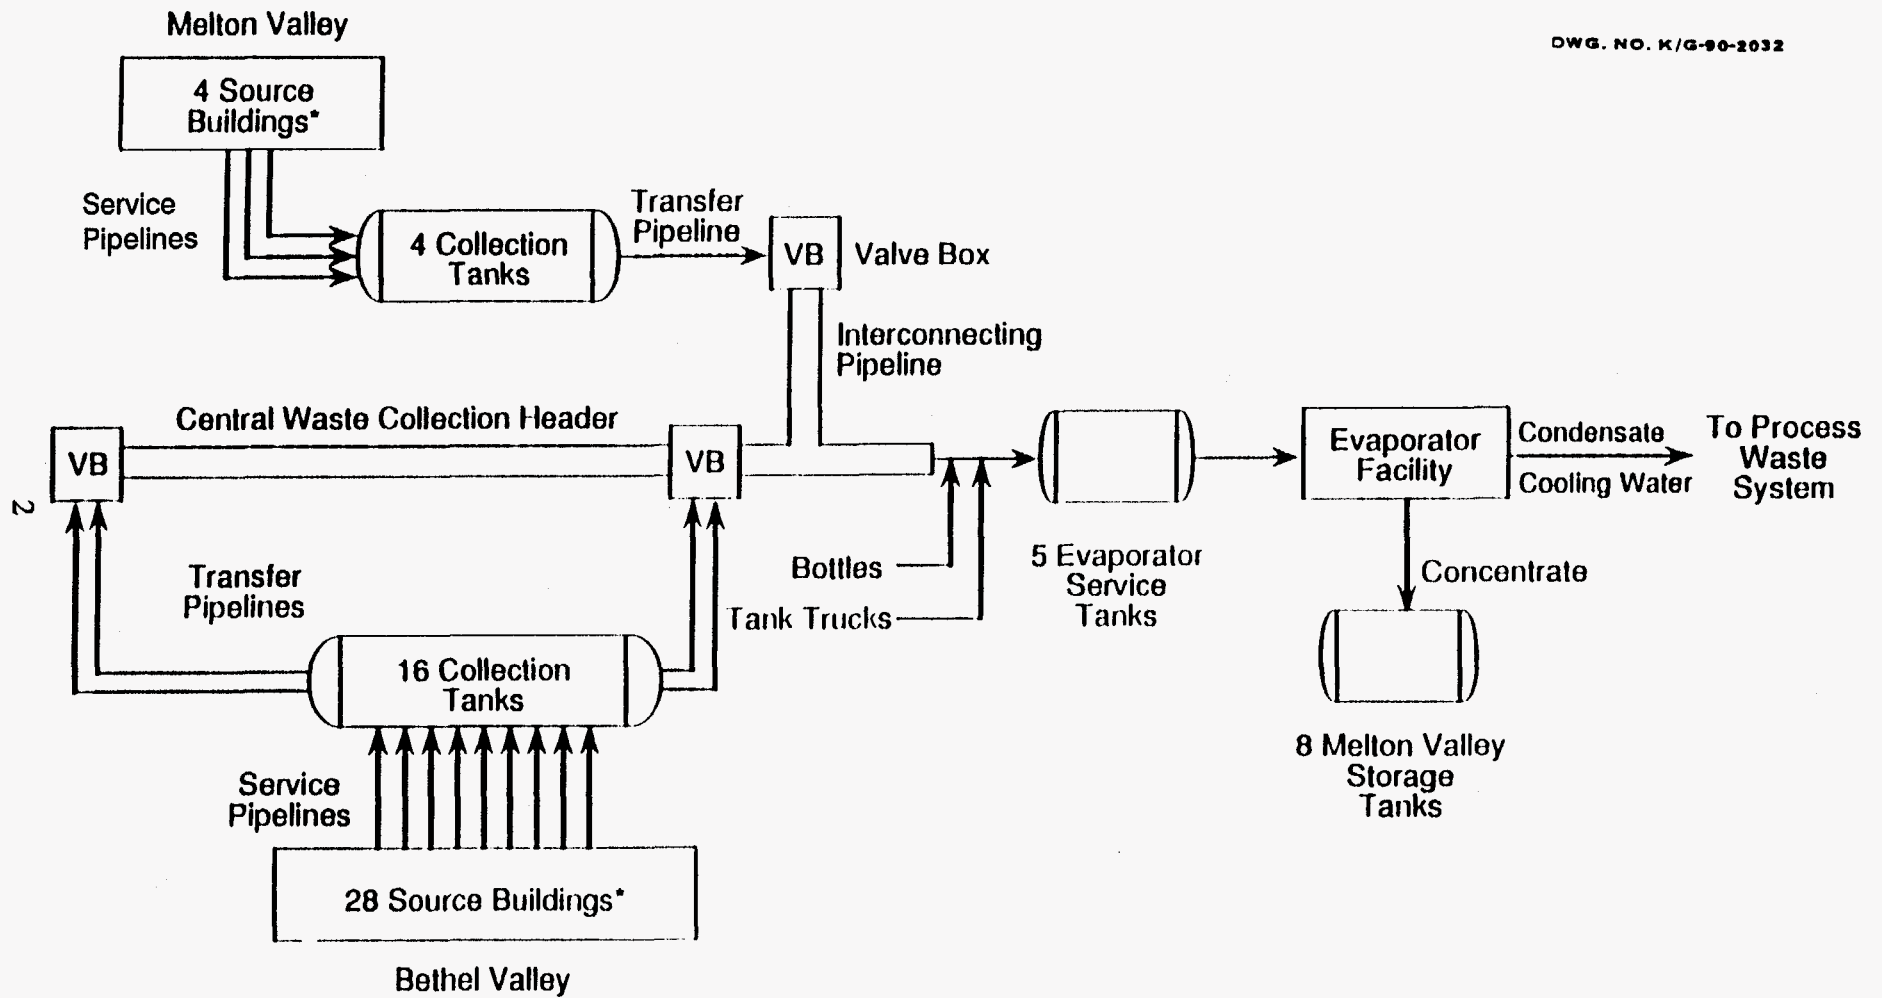 Melton Valley
DWG. NO. K/G-90-2032
4 Source
Buildings*
Service
Pipelines
4 Collection
Tanks
Transfer
Pipeline
VB
Valve Box
Interconnecting
Pipeline
Central Waste Collection Header
VB
VB
Evaporator
Facility
Condensate
Cooling Water
To Process
Waste
System
2
Bottles
Tank Trucks
5 Evaporator
Service
Tanks
Concentrate
Transfer
Pipelines
16 Collection
Tanks
8 Melton Valley
Storage
Tanks
Service
Pipelines
28 Source Buildings*
Bethel Valley